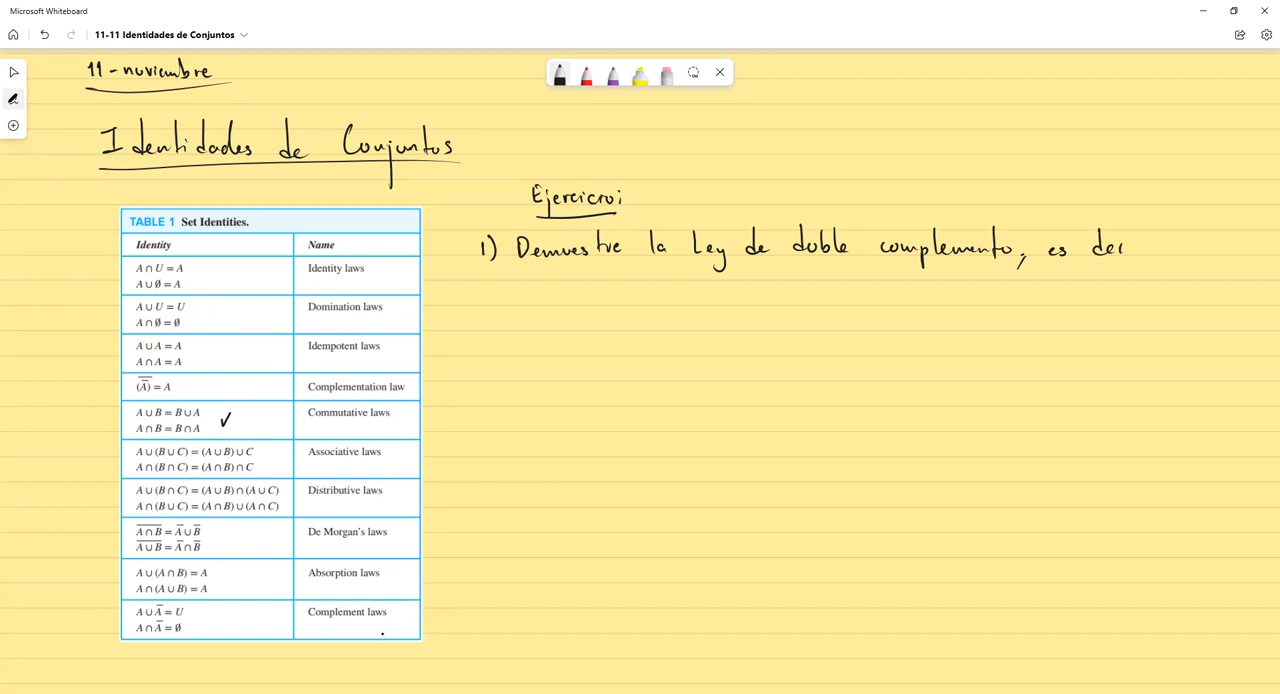 Microsoft Whiteboard
11-11 Identidades de Conjuntos
11 - noviembre
Identidades de Conjuntos
Ejercicio:
1) Demuestre la Ley de doble complemento, es deci
TABLE 1 Set Identities.
Identity Name
A ∩ U = A Identity laws
A ∪ ∅ = A
A ∪ U = U Domination laws
A ∩ ∅ = ∅
A ∪ A = A Idempotent laws
A ∩ A = A
(A̿) = A Complementation law
A ∪ B = B ∪ A Commutative laws
A ∩ B = B ∩ A ✓
A ∪ (B ∪ C) = (A ∪ B) ∪ C Associative laws
A ∩ (B ∩ C) = (A ∩ B) ∩ C
A ∪ (B ∩ C) = (A ∪ B) ∩ (A ∪ C) Distributive laws
A ∩ (B ∪ C) = (A ∩ B) ∪ (A ∩ C)
A̅ ̅∩̅ ̅B̅ = A̅ ∪ B̅ De Morgan's laws
A̅ ̅∪̅ ̅B̅ = A̅ ∩ B̅
A ∪ (A ∩ B) = A Absorption laws
A ∩ (A ∪ B) = A
A ∪ A̅ = U Complement laws
A ∩ A̅ = ∅